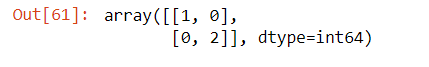 Out[61]: array([[1, 0],
[0, 2]], dtype=int64)